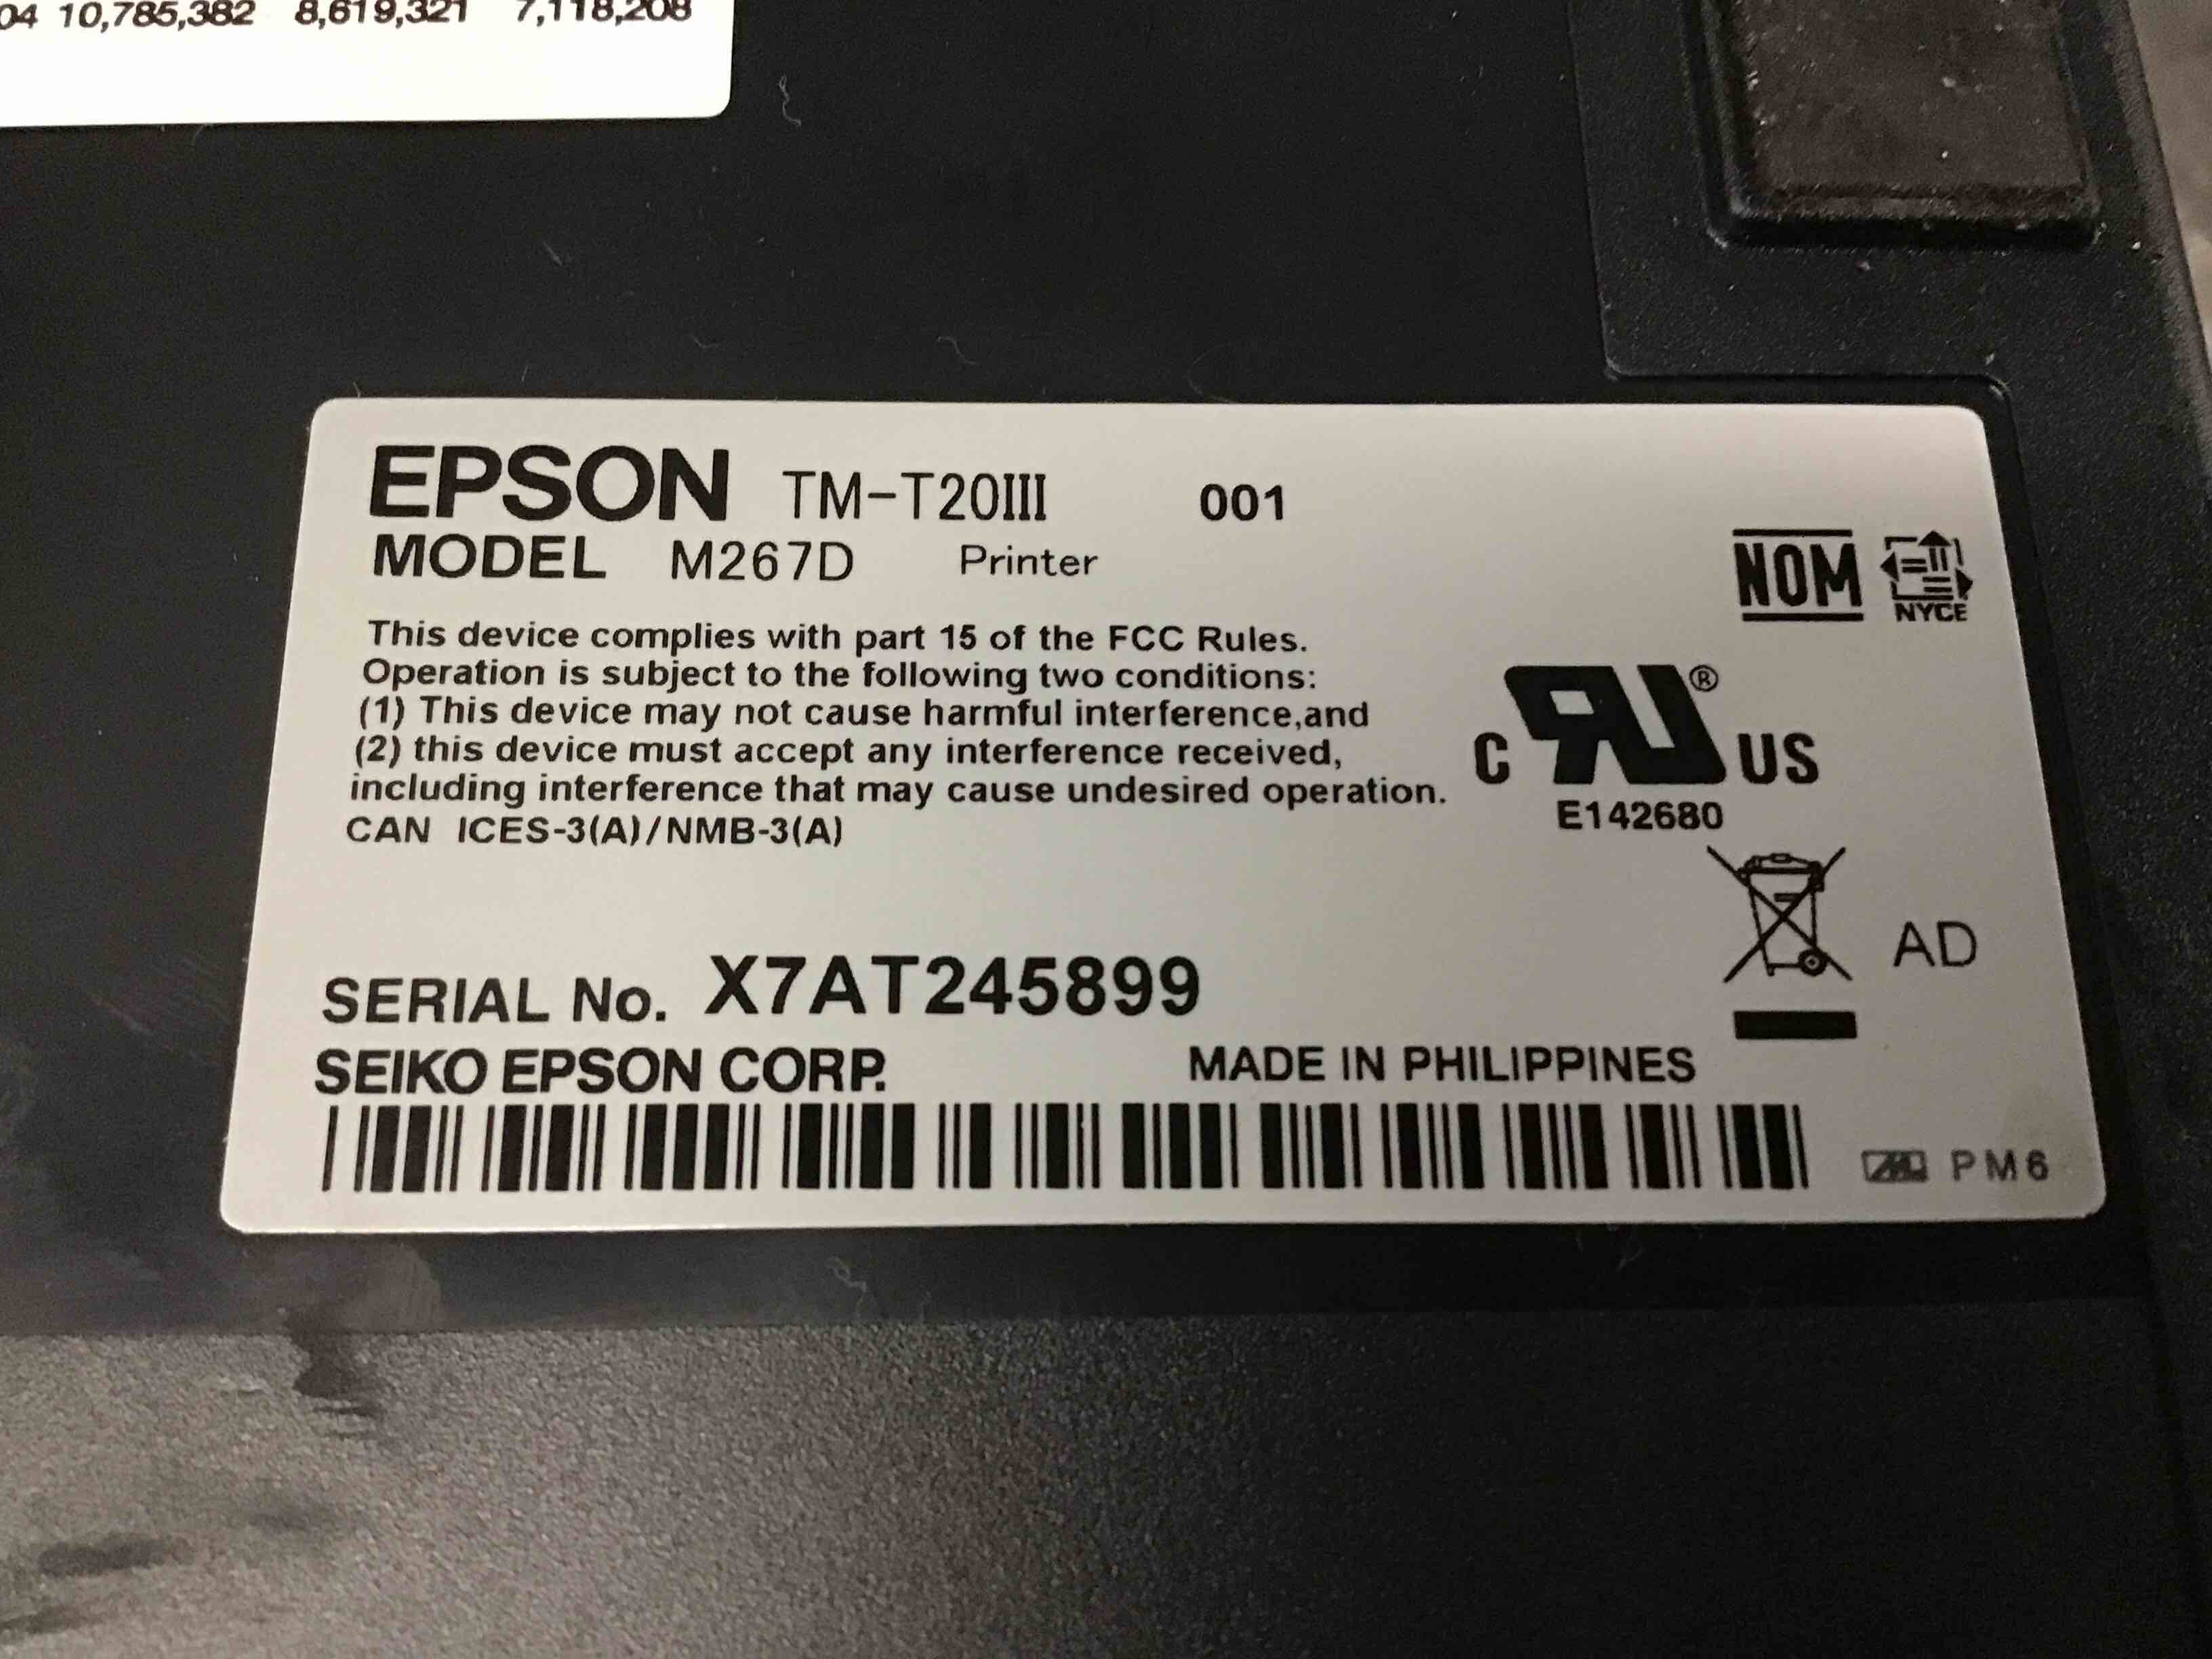 04 10,785,382 8,619,321 7,118,208
EPSON TM-T20III 001
MODEL M267D Printer
NOM NYCE
This device complies with part 15 of the FCC Rules.
Operation is subject to the following two conditions:
(1) This device may not cause harmful interference,and
(2) this device must accept any interference received,
including interference that may cause undesired operation.
CAN ICES-3(A)/NMB-3(A)
C RU ® US
E142680
AD
SERIAL No. X7AT245899
SEIKO EPSON CORP. MADE IN PHILIPPINES
PM6